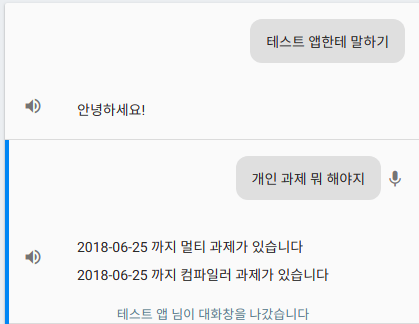 테스트 앱한테 말하기
안녕하세요!
개인 과제 뭐 해야지
2018-06-25 까지 멀티 과제가 있습니다
2018-06-25 까지 컴파일러 과제가 있습니다
테스트 앱 님이 대화창을 나갔습니다